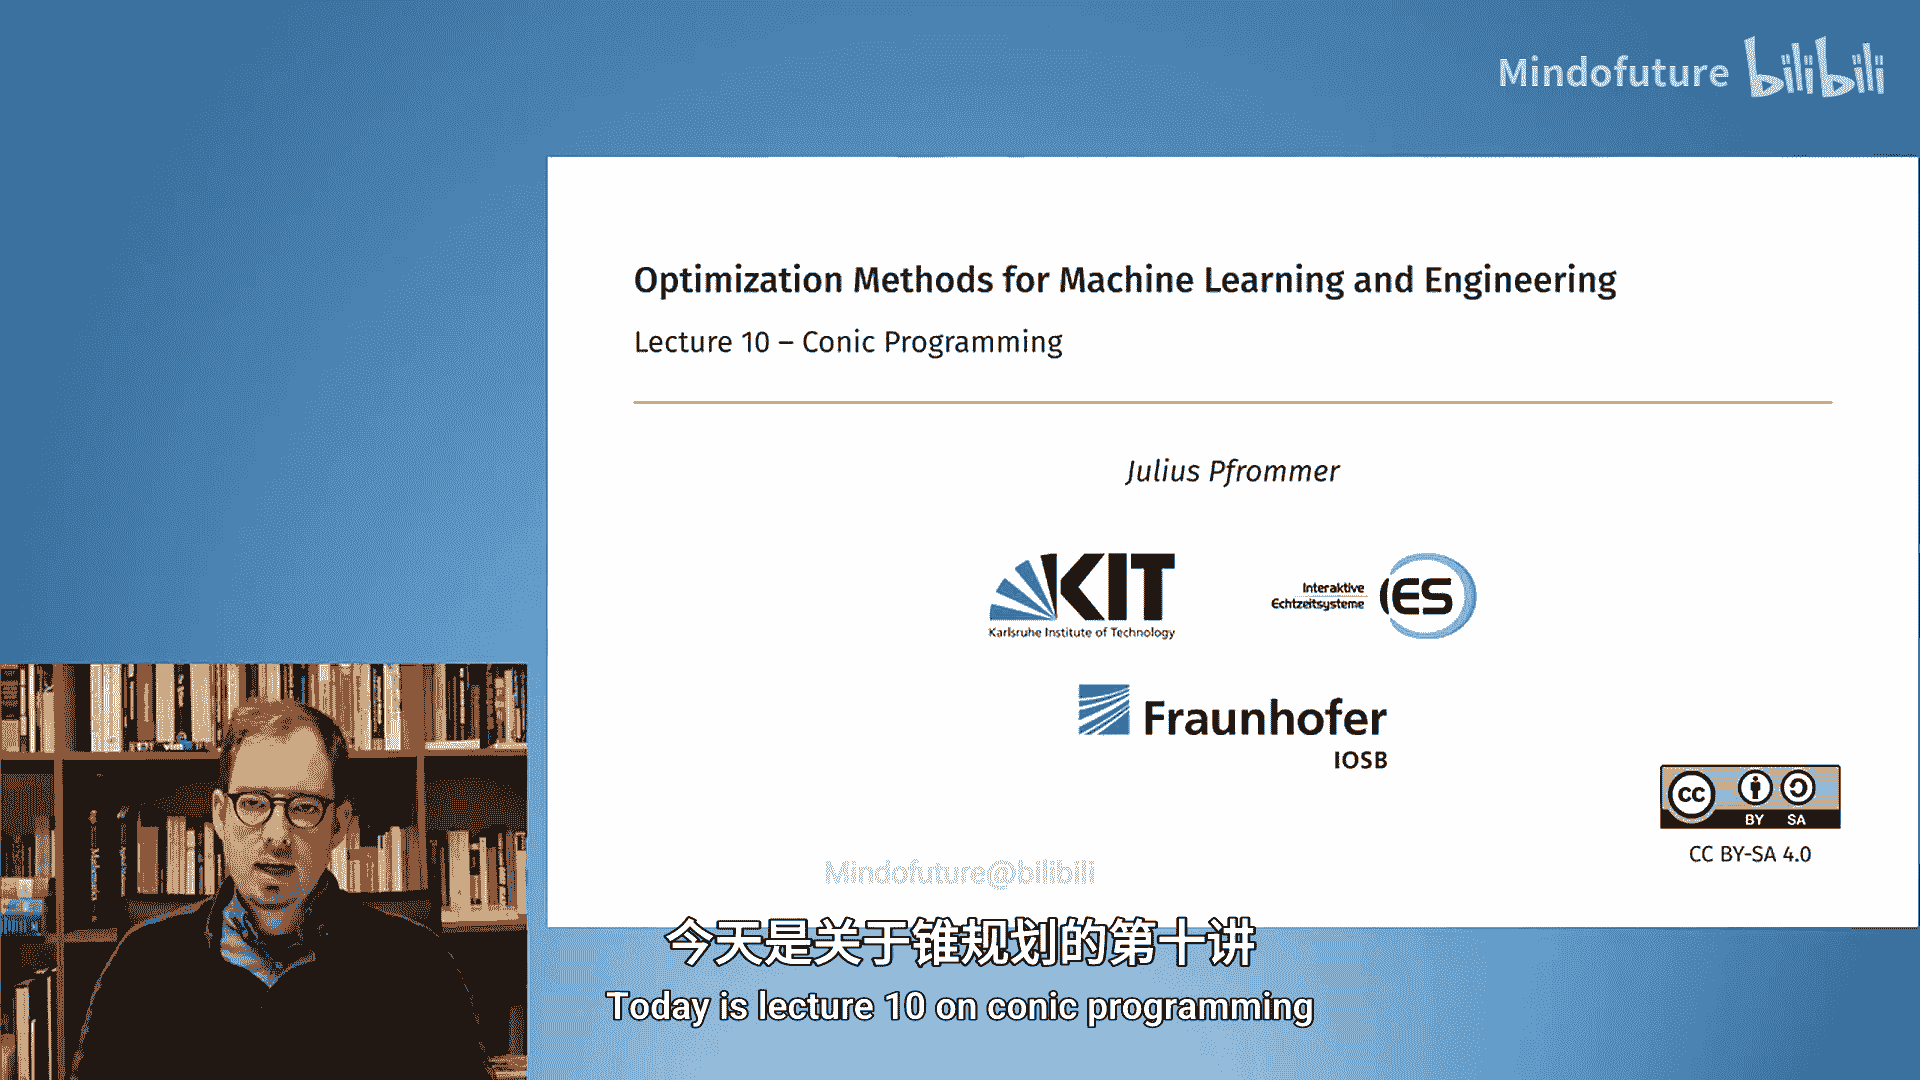 Mindofuture bilibili
Optimization Methods for Machine Learning and Engineering
Lecture 10 – Conic Programming
Julius Pfrommer
KIT
Karlsruhe Institute of Technology
Interaktive
Echtzeitsysteme
IES
Fraunhofer
IOSB
CC
BY SA
CC BY-SA 4.0
Mindofuture@bilibili
今天是关于锥规划的第十讲
Today is lecture 10 on conic programming